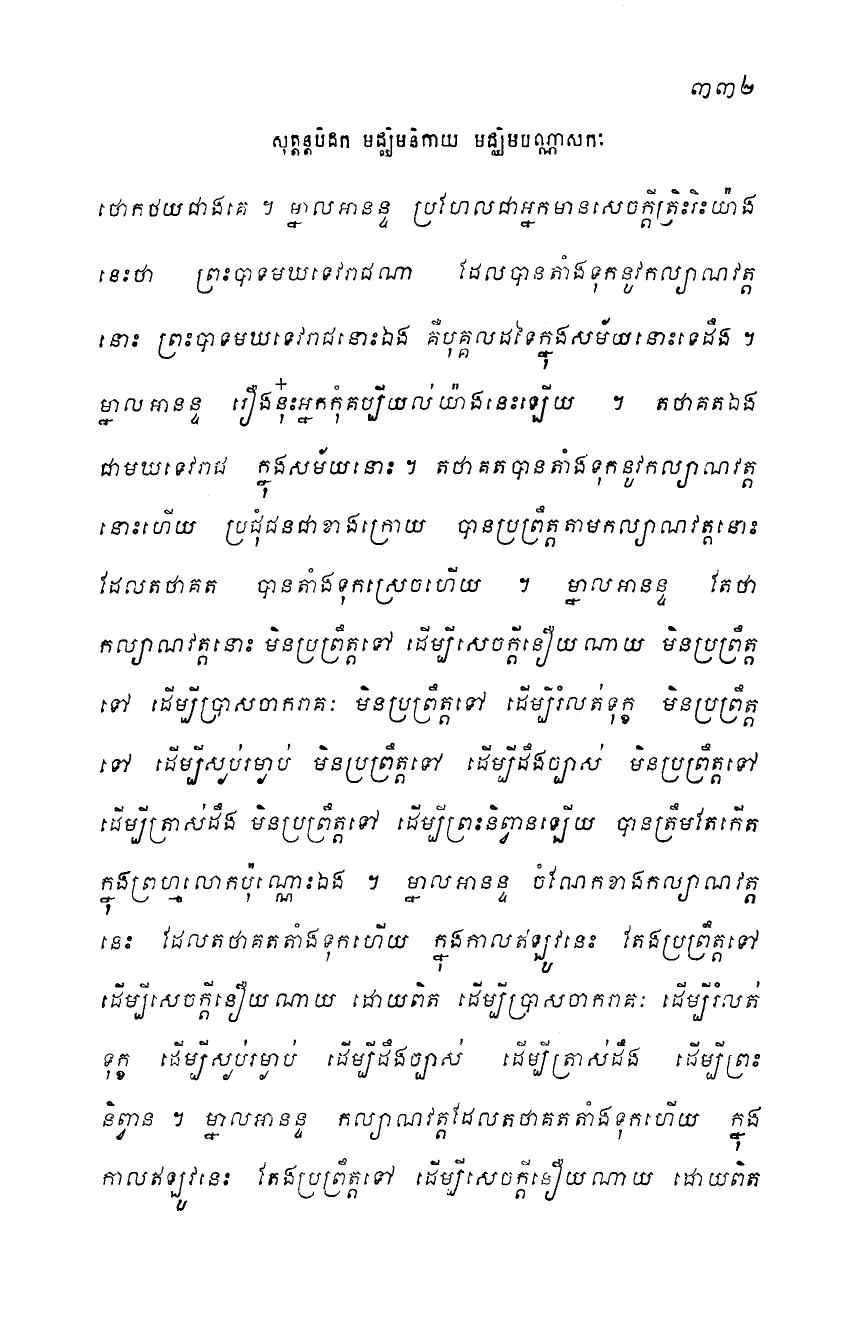 ៣៣២
សុត្តន្តបិដក មជ្ឈិមនិកាយ មជ្ឈិមបណ្ណាសកៈ
ថោកថយជាងគេ ។ ម្នាលអានន្ទ ប្រហែលជាអ្នកមានសេចក្តីត្រិះរិះយ៉ាង
នេះថា ព្រះបាទមឃទេវរាជណា ដែលបានតាំងទុកនូវកល្យាណវត្ត
នោះ ព្រះបាទមឃទេវរាជនោះឯង គឺបុគ្គលដទៃក្នុងសម័យនោះទេដឹង ។
ម្នាលអានន្ទ រឿងនុ៎ះអ្នកកុំគប្បីយល់យ៉ាងនេះឡើយ ។ តថាគតឯង
ជាមឃទេវរាជ ក្នុងសម័យនោះ ។ តថាគតបានតាំងទុកនូវកល្យាណវត្ត
នោះហើយ ប្រជុំជនជាខាងក្រោយ បានប្រព្រឹត្តតាមកល្យាណវត្តនោះ
ដែលតថាគត បានតាំងទុកស្រេចហើយ ។ ម្នាលអានន្ទ តែថា
កល្យាណវត្តនោះ មិនប្រព្រឹត្តទៅ ដើម្បីសេចក្តីនឿយណាយ មិនប្រព្រឹត្ត
ទៅ ដើម្បីប្រាសចាករាគៈ មិនប្រព្រឹត្តទៅ ដើម្បីរំលត់ទុក្ខ មិនប្រព្រឹត្ត
ទៅ ដើម្បីស្ងប់រម្ងាប់ មិនប្រព្រឹត្តទៅ ដើម្បីដឹងច្បាស់ មិនប្រព្រឹត្តទៅ
ដើម្បីត្រាស់ដឹង មិនប្រព្រឹត្តទៅ ដើម្បីព្រះនិព្វានឡើយ បានត្រឹមតែកើត
ក្នុងព្រហ្មលោកប៉ុណ្ណោះឯង ។ ម្នាលអានន្ទ ចំណែកខាងកល្យាណវត្ត
នេះ ដែលតថាគតតាំងទុកហើយ ក្នុងកាលឥឡូវនេះ តែងប្រព្រឹត្តទៅ
ដើម្បីសេចក្តីនឿយណាយ ដោយពិត ដើម្បីប្រាសចាករាគៈ ដើម្បីរំលត់
ទុក្ខ ដើម្បីស្ងប់រម្ងាប់ ដើម្បីដឹងច្បាស់ ដើម្បីត្រាស់ដឹង ដើម្បីព្រះ
និព្វាន ។ ម្នាលអានន្ទ កល្យាណវត្តដែលតថាគតតាំងទុកហើយ ក្នុង
កាលឥឡូវនេះ តែងប្រព្រឹត្តទៅ ដើម្បីសេចក្តីនឿយណាយ ដោយពិត